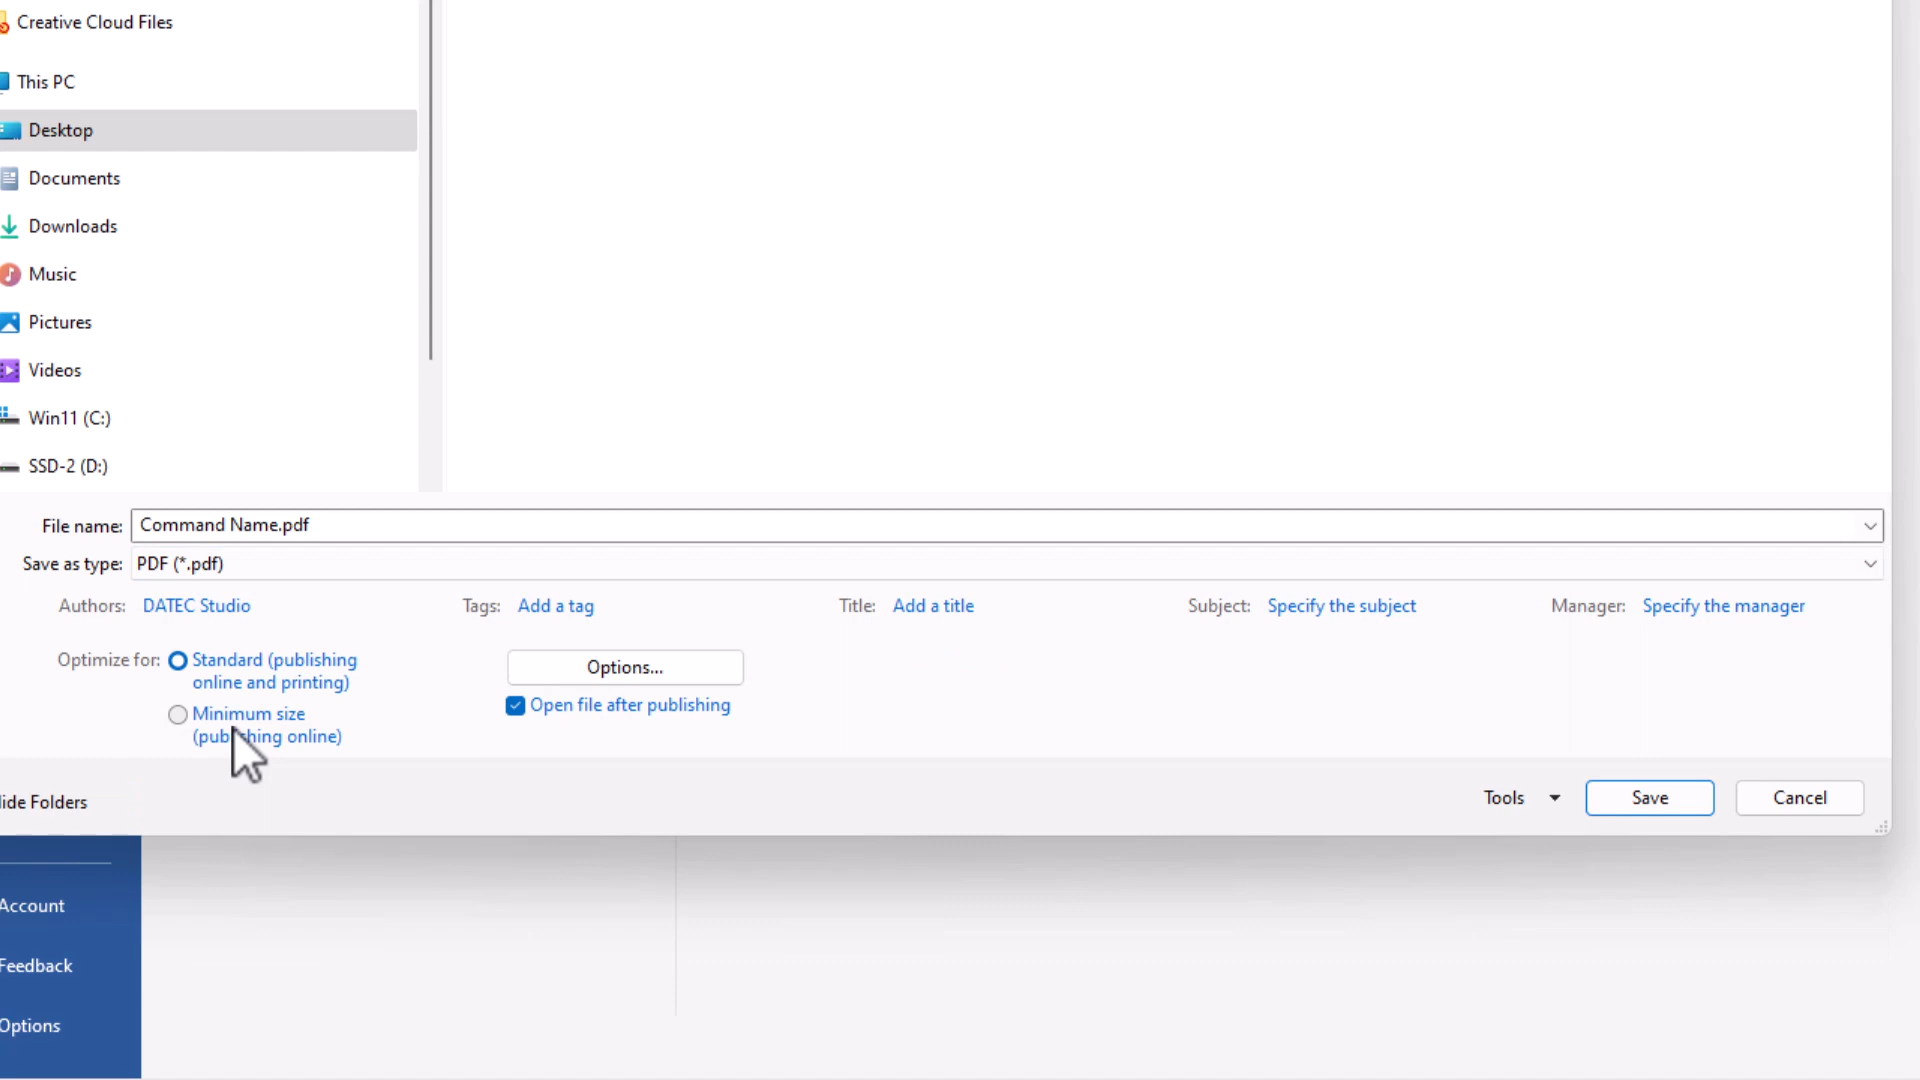 Creative Cloud Files
This PC
Desktop
Documents
Downloads
Music
Pictures
Videos
Win11 (C:)
SSD-2 (D:)
File name: Command Name.pdf
Save as type: PDF (*.pdf)
Authors: DATEC Studio Tags: Add a tag Title: Add a title Subject: Specify the subject Manager: Specify the manager
Optimize for: Standard (publishing
online and printing)
Options...
Open file after publishing
Minimum size
(publishing online)
ide Folders Tools Save Cancel
Account
Feedback
Options